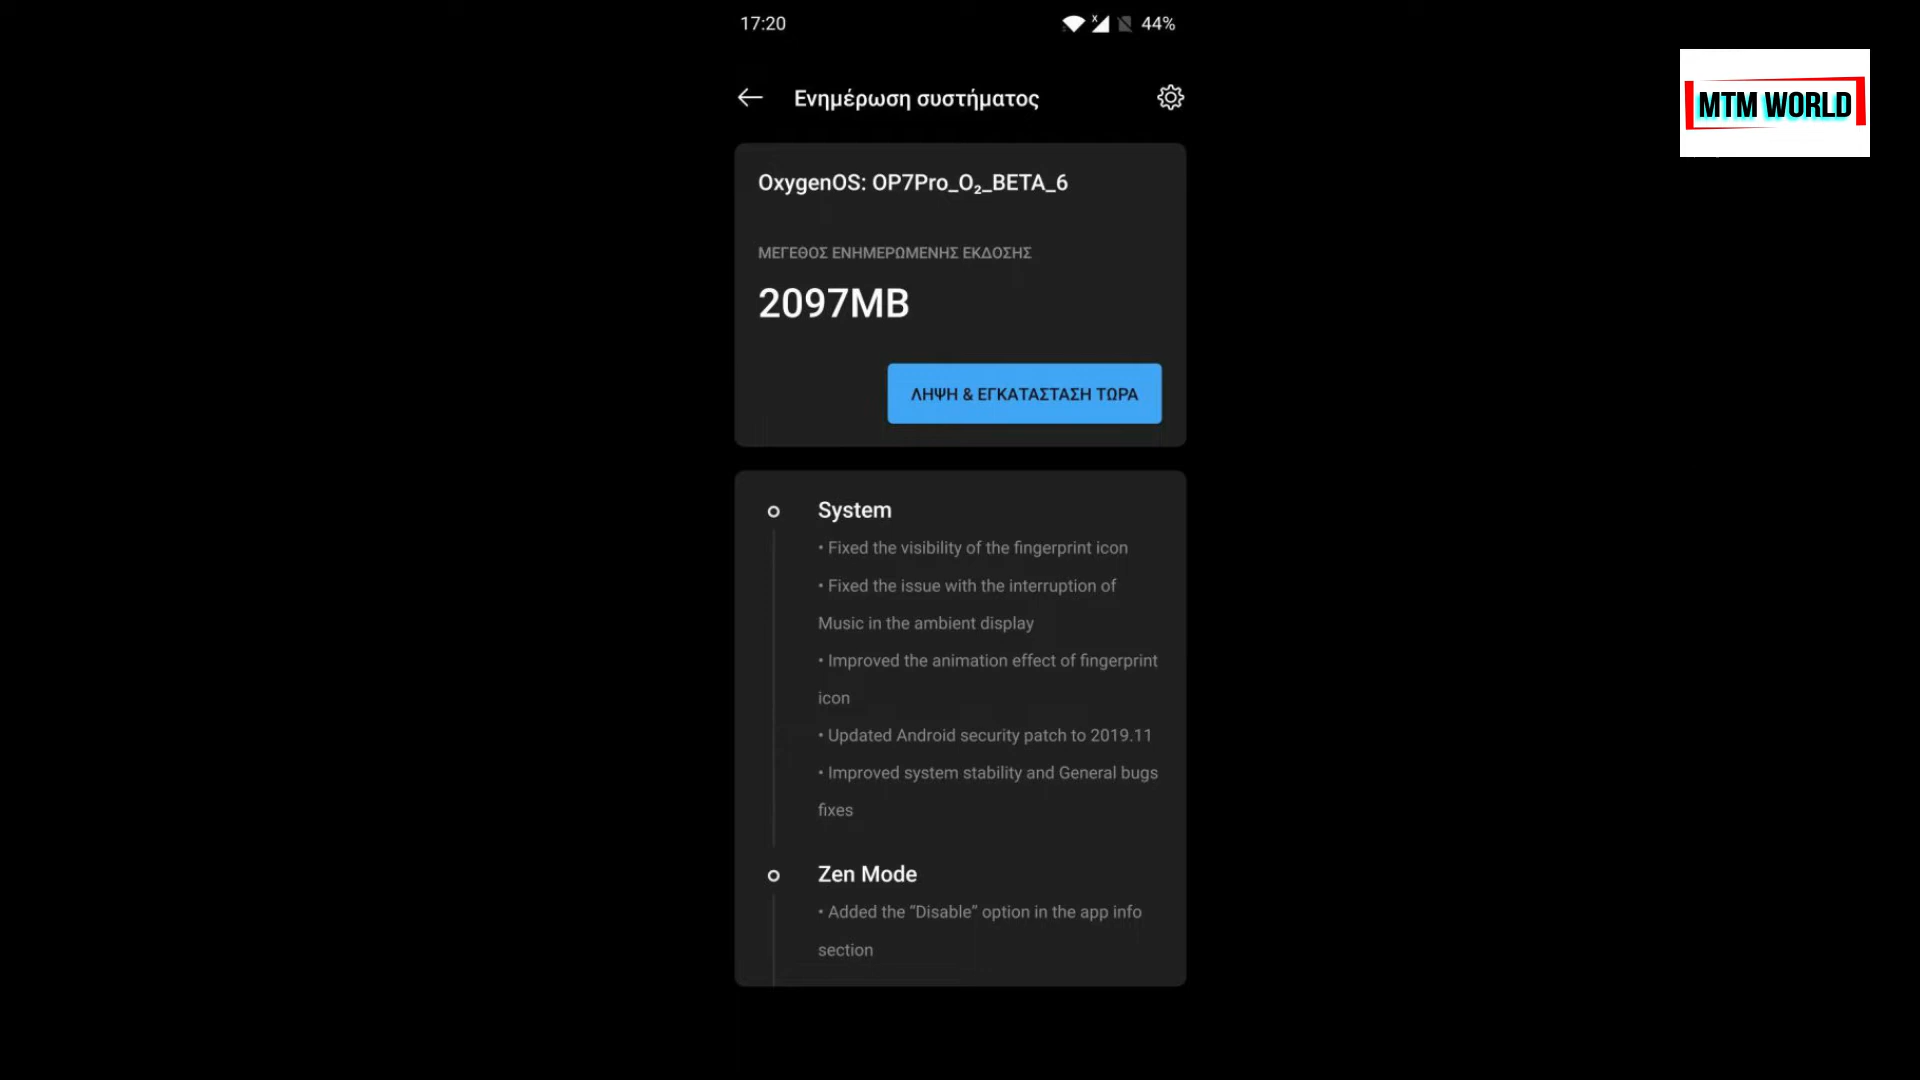 17:20
44%
Ενημέρωση συστήματος
MTM WORLD
OxygenOS: OP7Pro_O₂_BETA_6
ΜΕΓΕΘΟΣ ΕΝΗΜΕΡΩΜΕΝΗΣ ΕΚΔΟΣΗΣ
2097MB
ΛΗΨΗ & ΕΓΚΑΤΑΣΤΑΣΗ ΤΩΡΑ
System
• Fixed the visibility of the fingerprint icon
• Fixed the issue with the interruption of
Music in the ambient display
• Improved the animation effect of fingerprint
icon
• Updated Android security patch to 2019.11
• Improved system stability and General bugs
fixes
Zen Mode
• Added the “Disable” option in the app info
section